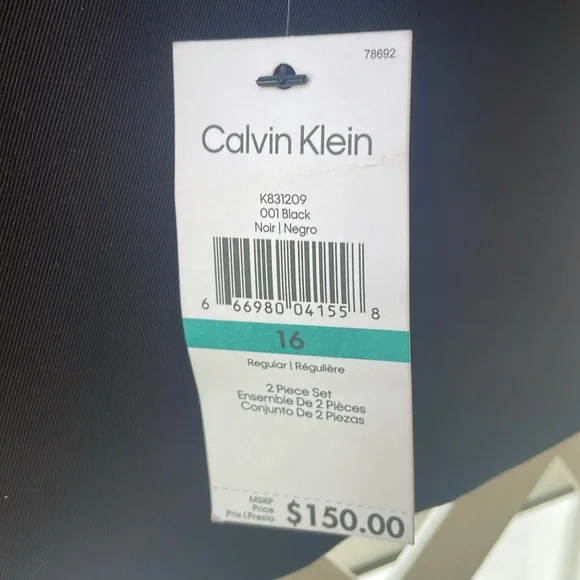 78692
Calvin Klein
K831209
001 Black
Noir | Negro
6 66980 04155 8
16
Regular | Régulière
2 Piece Set
Ensemble De 2 Pièces
Conjunto De 2 Piezas
MSRP
Price
Prix | Precio
$150.00